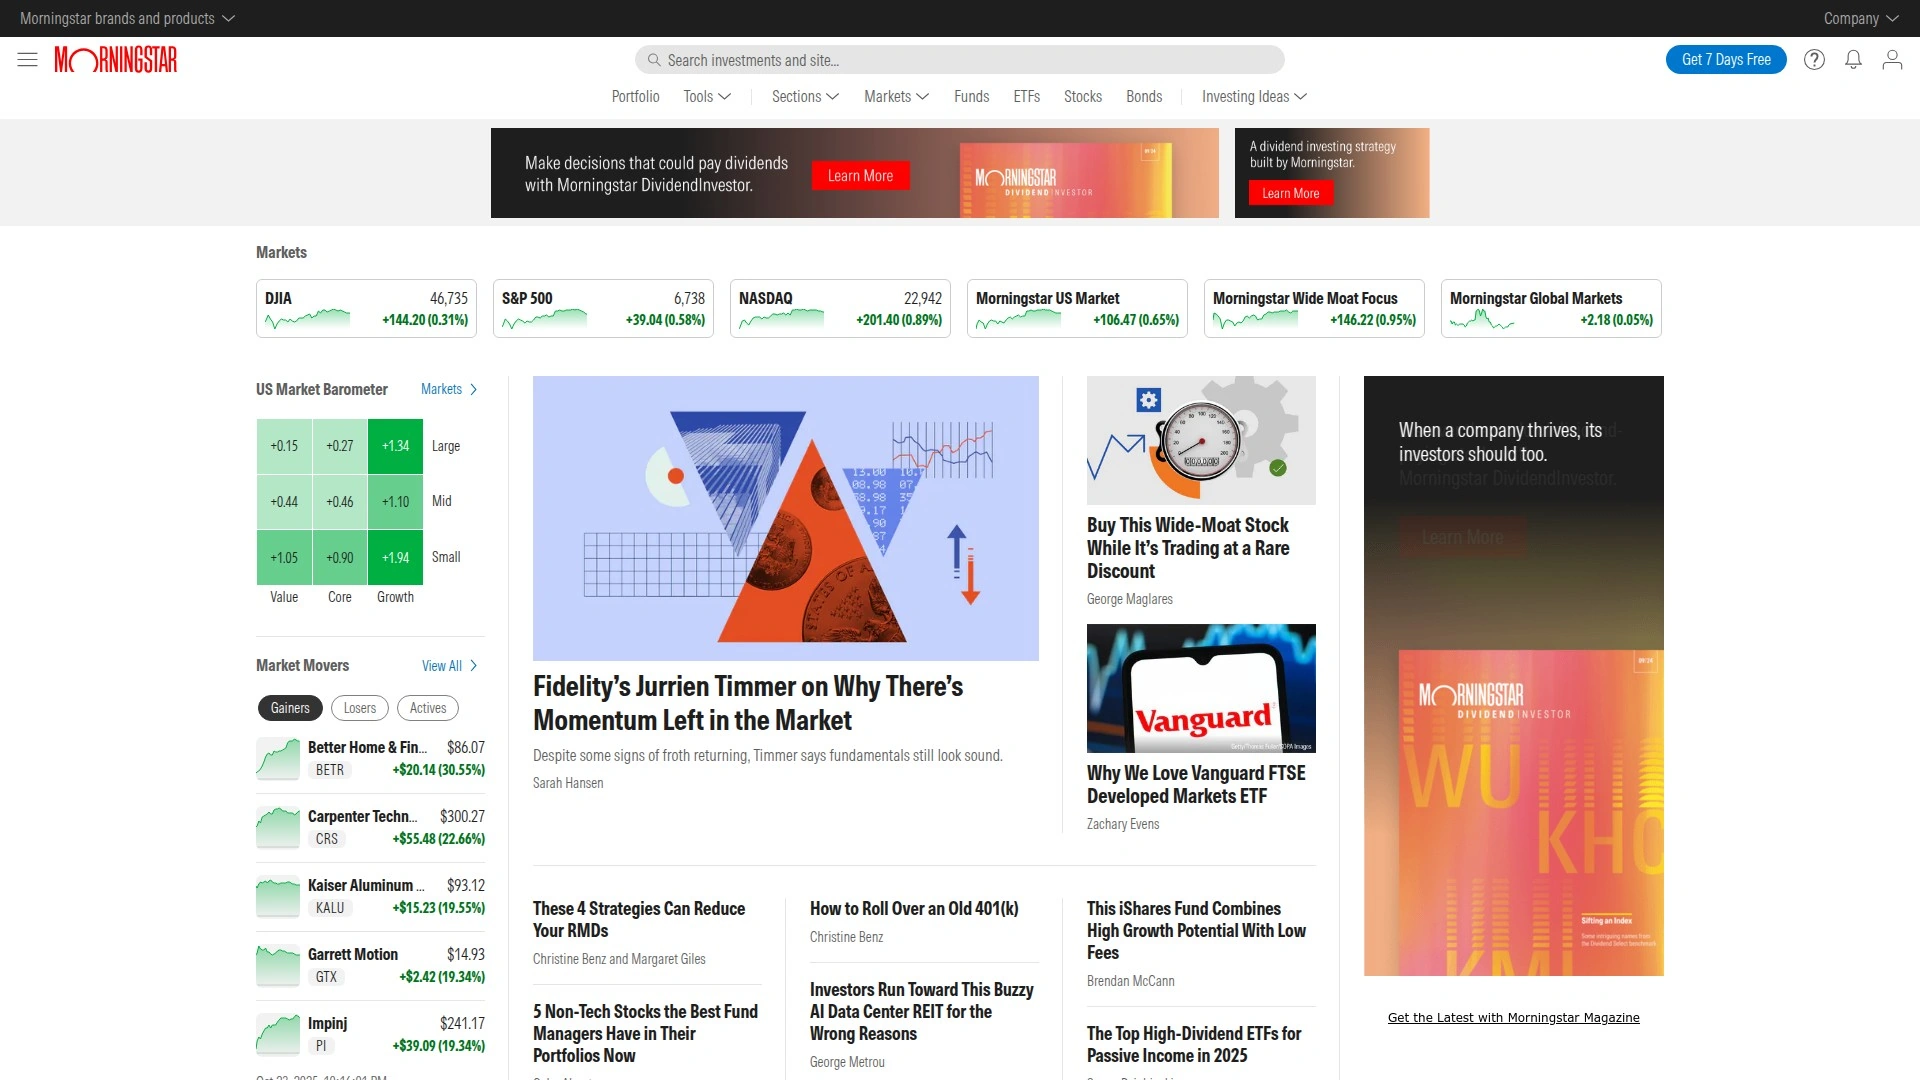 Morningstar brands and products
Company
MORNINGSTAR
Search investments and site...
Get 7 Days Free
Portfolio
Tools
Sections
Markets
Funds
ETFs
Stocks
Bonds
Investing Ideas
Make decisions that could pay dividends
with Morningstar DividendInvestor.
Learn More
MORNINGSTAR
DIVIDENDINVESTOR
A dividend investing strategy
built by Morningstar.
Learn More
Markets
DJIA 46,735
+144.20 (0.31%)
S&P 500 6,738
+39.04 (0.58%)
NASDAQ 22,942
+201.40 (0.89%)
Morningstar US Market
+106.47 (0.65%)
Morningstar Wide Moat Focus
+146.22 (0.95%)
Morningstar Global Markets
+2.18 (0.05%)
US Market Barometer
Markets
+0.15 +0.27 +1.34 Large
+0.44 +0.46 +1.10 Mid
+1.05 +0.90 +1.94 Small
Value Core Growth
Market Movers
View All
Gainers
Losers
Actives
Better Home & Fin... $86.07
BETR +$20.14 (30.55%)
Carpenter Techn... $300.27
CRS +$55.48 (22.66%)
Kaiser Aluminum ... $93.12
KALU +$15.23 (19.55%)
Garrett Motion $14.93
GTX +$2.42 (19.34%)
Impinj $241.17
PI +$39.09 (19.34%)
Fidelity’s Jurrien Timmer on Why There’s
Momentum Left in the Market
Despite some signs of froth returning, Timmer says fundamentals still look sound.
Sarah Hansen
Buy This Wide-Moat Stock
While It’s Trading at a Rare
Discount
George Maglares
Vanguard
Why We Love Vanguard FTSE
Developed Markets ETF
Zachary Evens
These 4 Strategies Can Reduce
Your RMDs
Christine Benz and Margaret Giles
5 Non-Tech Stocks the Best Fund
Managers Have in Their
Portfolios Now
How to Roll Over an Old 401(k)
Christine Benz
Investors Run Toward This Buzzy
AI Data Center REIT for the
Wrong Reasons
George Metrou
This iShares Fund Combines
High Growth Potential With Low
Fees
Brendan McCann
The Top High-Dividend ETFs for
Passive Income in 2025
When a company thrives, its
investors should too.
Morningstar DividendInvestor.
Learn More
MORNINGSTAR
DIVIDENDINVESTOR
WU
KHC
KMI
Sifting an Index
Some intriguing names from
the Dividend Select benchmark
Get the Latest with Morningstar Magazine